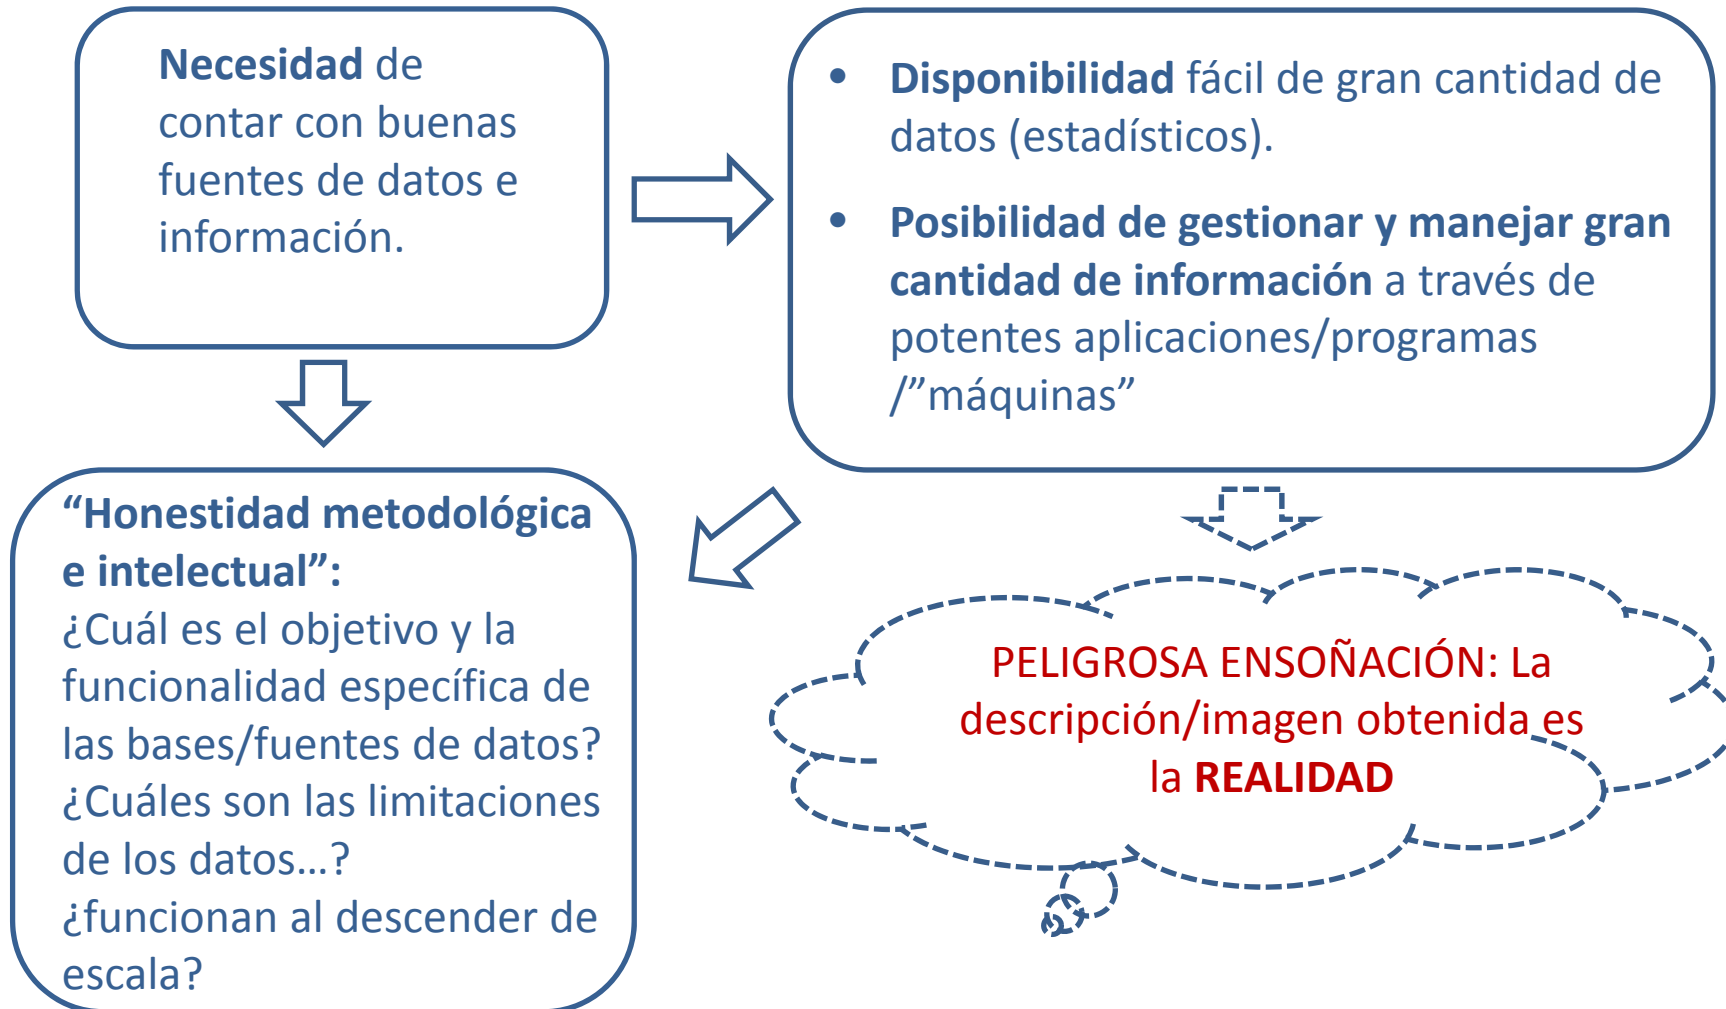 Necesidad de
contar con buenas
fuentes de datos e
información.
• Disponibilidad fácil de gran cantidad de
datos (estadísticos).
• Posibilidad de gestionar y manejar gran
cantidad de información a través de
potentes aplicaciones/programas
/”máquinas”
“Honestidad metodológica
e intelectual”:
¿Cuál es el objetivo y la
funcionalidad específica de
las bases/fuentes de datos?
¿Cuáles son las limitaciones
de los datos…?
¿funcionan al descender de
escala?
PELIGROSA ENSOÑACIÓN: La
descripción/imagen obtenida es
la REALIDAD